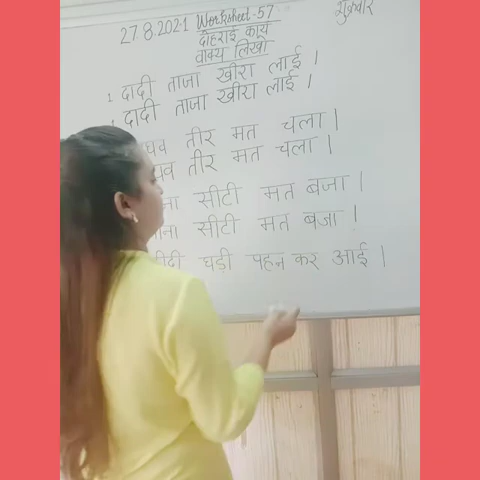 27.8.2021 Worksheet-57 शुक्रवार
दोहराई कार्य
वाक्य लिखो
1. दादी ताजा खीरा लाई ।
दादी ताजा खीरा लाई ।
तीर मत चला ।
तीर मत चला ।
सीटी मत बजा ।
सीटी मत बजा ।
घड़ी पहन कर आई ।